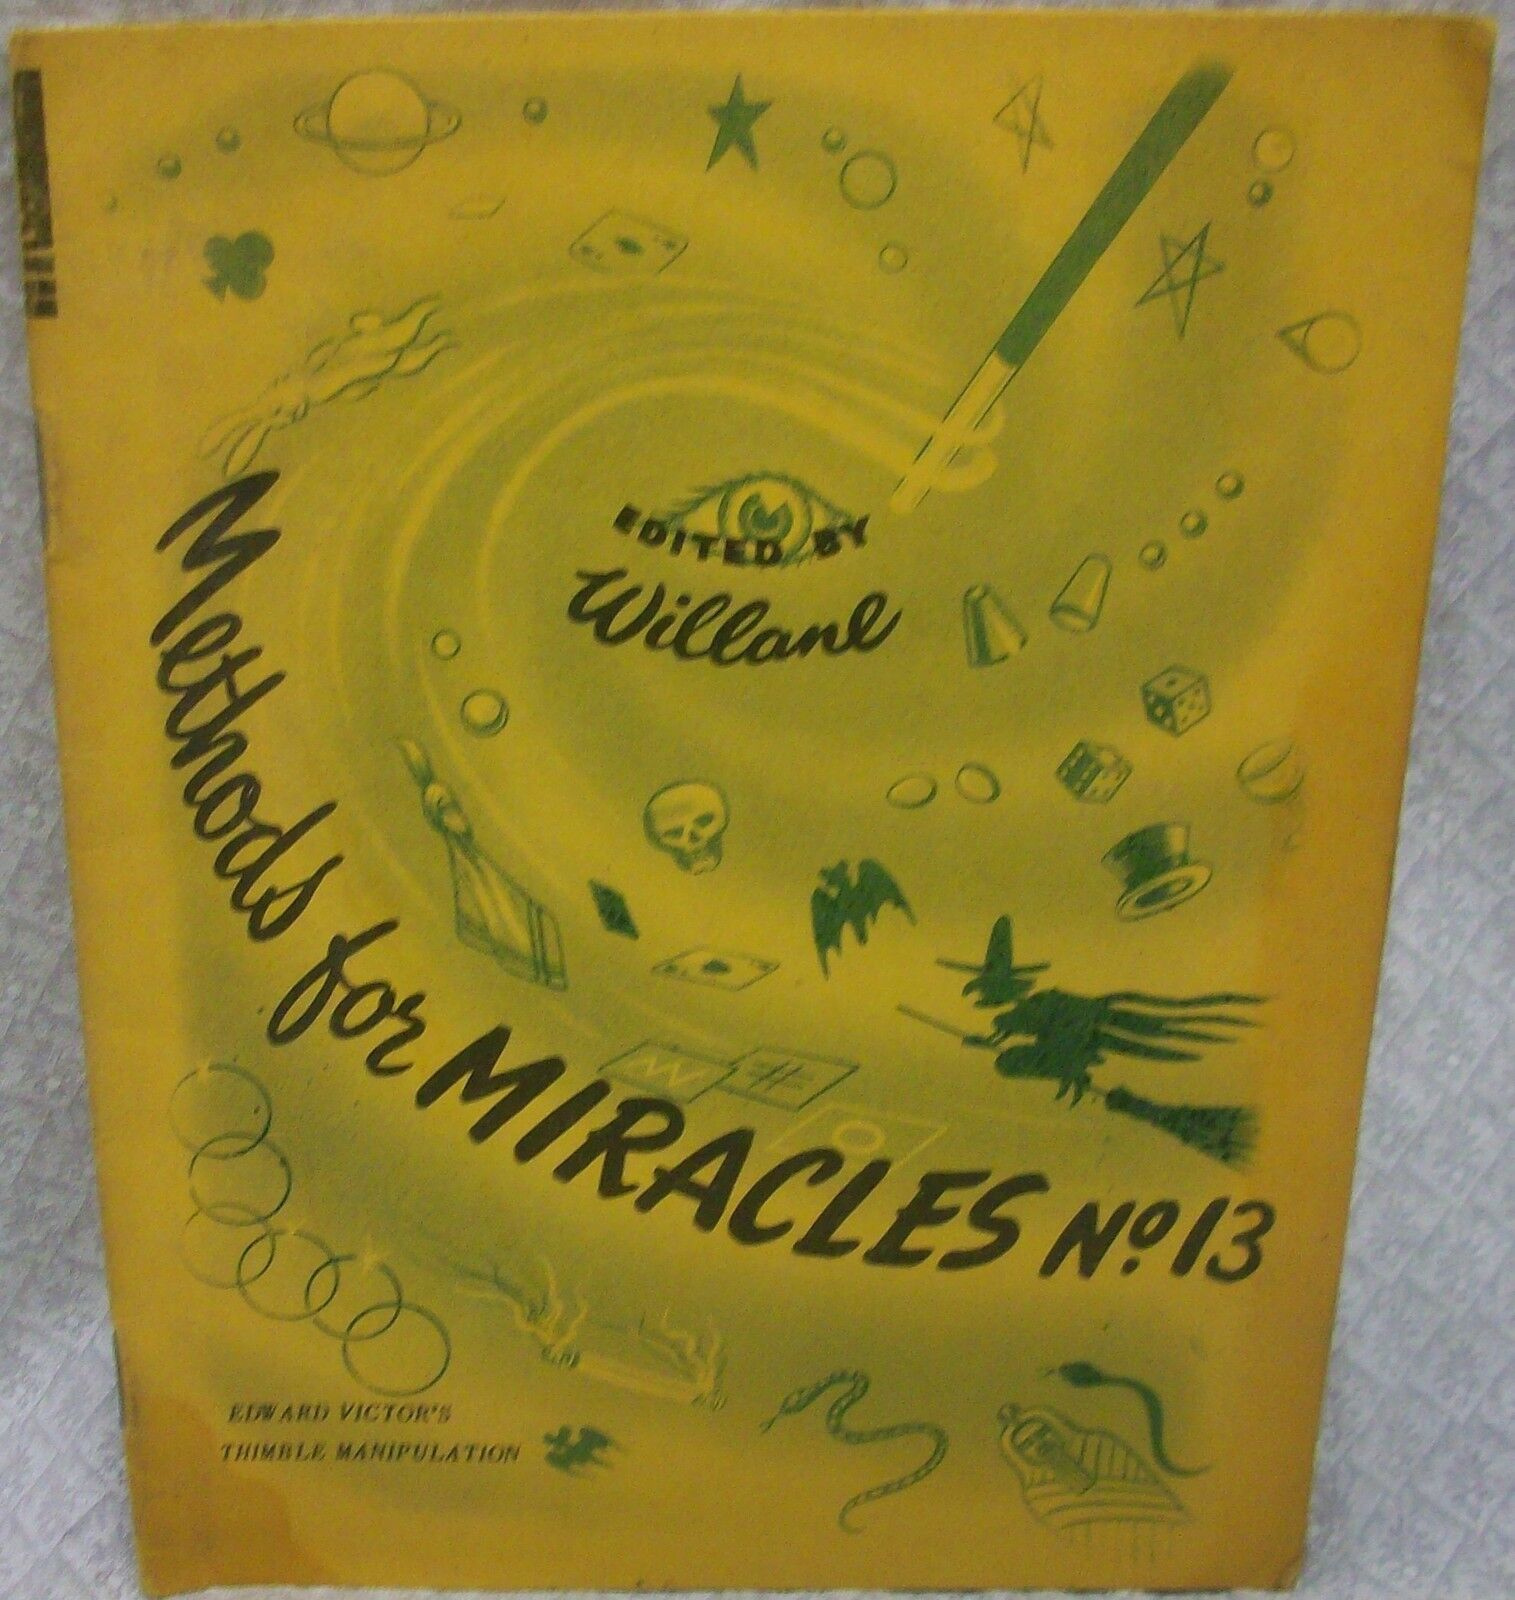 EDITED BY
Willane
Methods for MIRACLES No. 13
EDWARD VICTOR'S
THIMBLE MANIPULATION